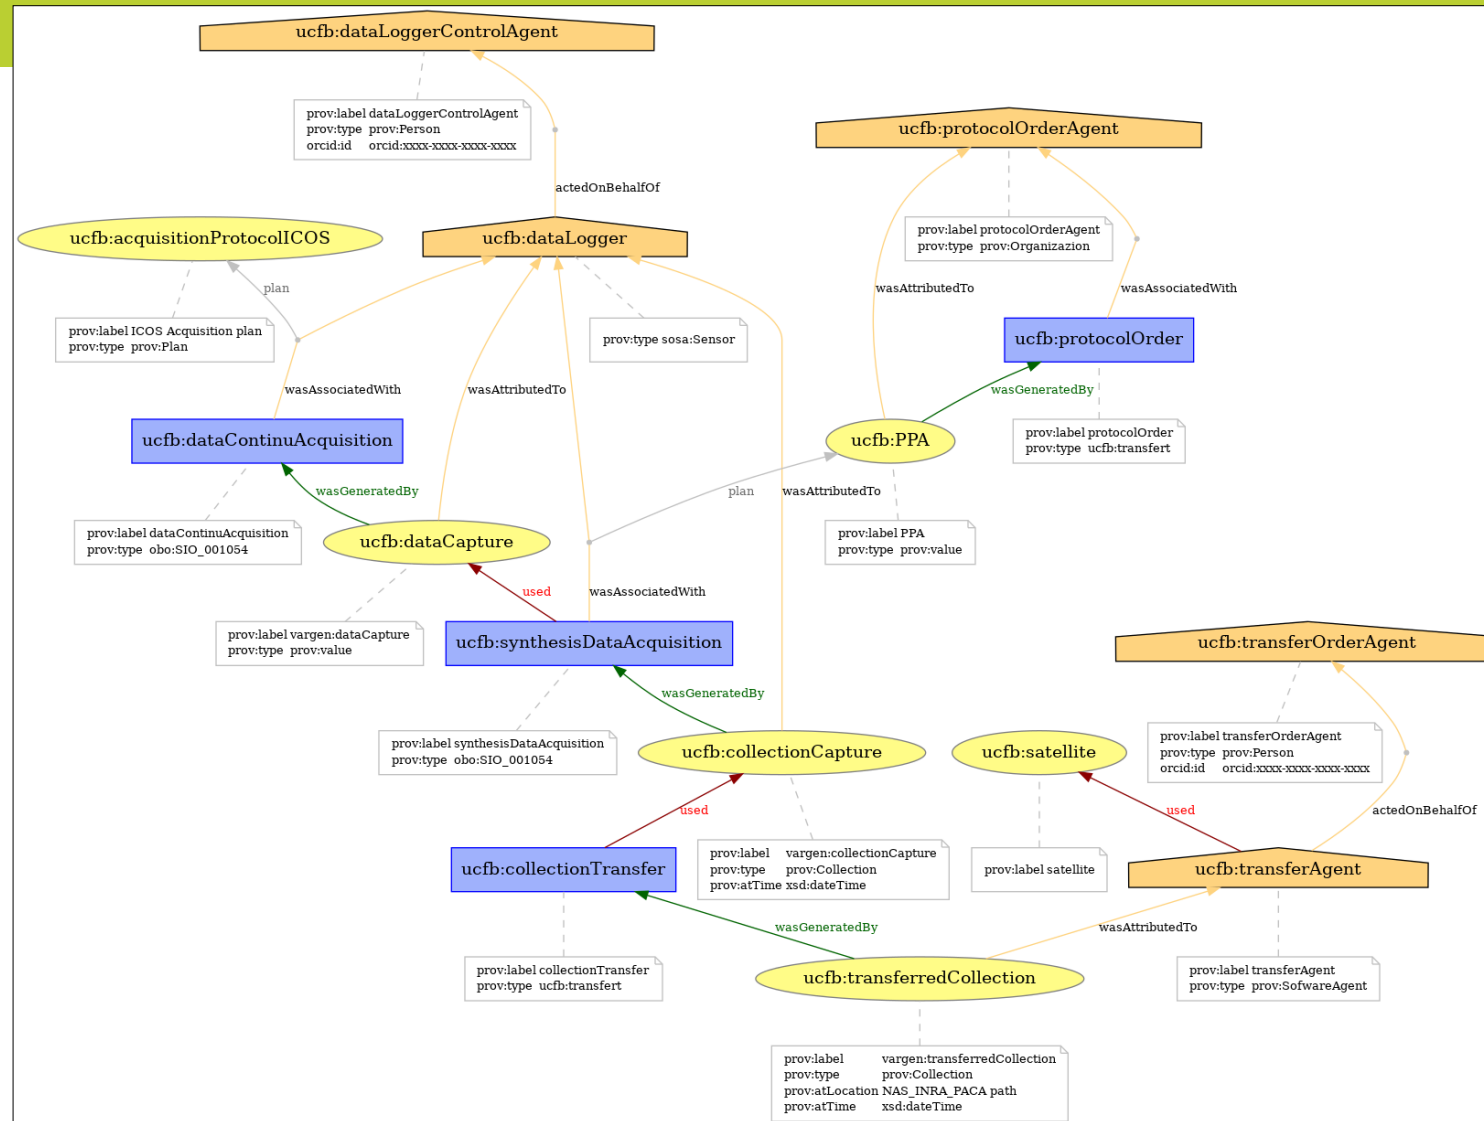 ucfb:dataLoggerControlAgent
prov:label dataLoggerControlAgent
prov:type prov:Person
orcid:id orcid:xxxx-xxxx-xxxx-xxxx
ucfb:protocolOrderAgent
actedOnBehalfOf
prov:label protocolOrderAgent
prov:type prov:Organizazion
ucfb:acquisitionProtocolICOS
ucfb:dataLogger
plan
wasAttributedTo
wasAssociatedWith
prov:label ICOS Acquisition plan
prov:type prov:Plan
prov:type sosa:Sensor
ucfb:protocolOrder
wasAssociatedWith
wasAttributedTo
wasGeneratedBy
ucfb:dataContinuAcquisition
ucfb:PPA
prov:label protocolOrder
prov:type ucfb:transfert
wasGeneratedBy
plan
wasAttributedTo
prov:label dataContinuAcquisition
prov:type obo:SIO_001054
ucfb:dataCapture
prov:label PPA
prov:type prov:value
used
wasAssociatedWith
prov:label vargen:dataCapture
prov:type prov:value
ucfb:synthesisDataAcquisition
ucfb:transferOrderAgent
wasGeneratedBy
prov:label synthesisDataAcquisition
prov:type obo:SIO_001054
ucfb:collectionCapture
ucfb:satellite
prov:label transferOrderAgent
prov:type prov:Person
orcid:id orcid:xxxx-xxxx-xxxx-xxxx
used
used
actedOnBehalfOf
ucfb:collectionTransfer
prov:label vargen:collectionCapture
prov:type prov:Collection
prov:atTime xsd:dateTime
prov:label satellite
ucfb:transferAgent
wasGeneratedBy
wasAttributedTo
prov:label collectionTransfer
prov:type ucfb:transfert
ucfb:transferredCollection
prov:label transferAgent
prov:type prov:SofwareAgent
prov:label vargen:transferredCollection
prov:type prov:Collection
prov:atLocation NAS_INRA_PACA path
prov:atTime xsd:dateTime